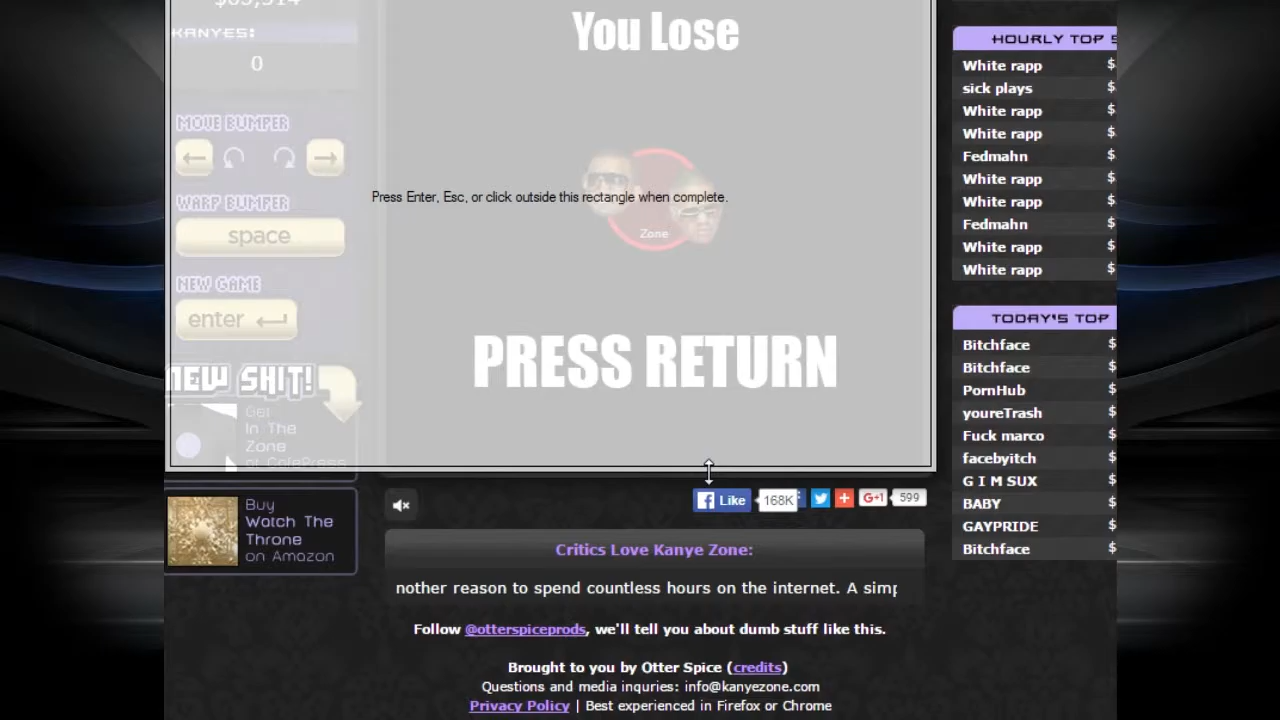 $65,514
KANYES:
0
MOVE BUMPER
WARP BUMPER
space
NEW GAME
enter
NEW SHIT!
Get
In The
Zone
on CafePress
Buy
Watch The
Throne
on Amazon
You Lose
Press Enter, Esc, or click outside this rectangle when complete.
Zone
PRESS RETURN
Like
168K
G+1
599
Critics Love Kanye Zone:
nother reason to spend countless hours on the internet. A simp
Follow @otterspiceprods, we'll tell you about dumb stuff like this.
Brought to you by Otter Spice (credits)
Questions and media inquries: info@kanyezone.com
Privacy Policy | Best experienced in Firefox or Chrome
HOURLY TOP 5
White rapp $
sick plays $
White rapp $
White rapp $
Fedmahn $
White rapp $
White rapp $
Fedmahn $
White rapp $
White rapp $
TODAY'S TOP
Bitchface $
Bitchface $
PornHub $
youreTrash $
Fuck marco $
facebyitch $
G I M SUX $
BABY $
GAYPRIDE $
Bitchface $